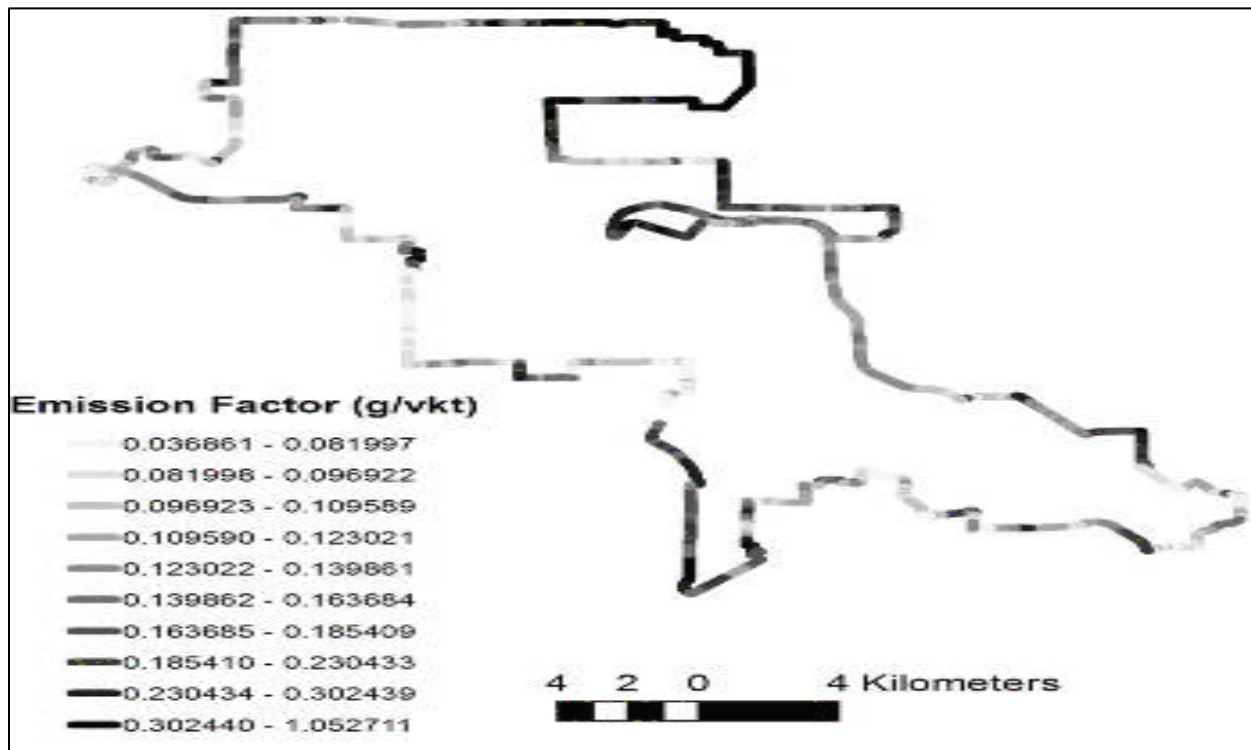 Emission Factor (g/vkt)
0.036861 - 0.081997
0.081998 - 0.096922
0.096923 - 0.109589
0.109590 - 0.123021
0.123022 - 0.139861
0.139862 - 0.163684
0.163685 - 0.185409
0.185410 - 0.230433
0.230434 - 0.302439
0.302440 - 1.052711
4 2 0 4 Kilometers